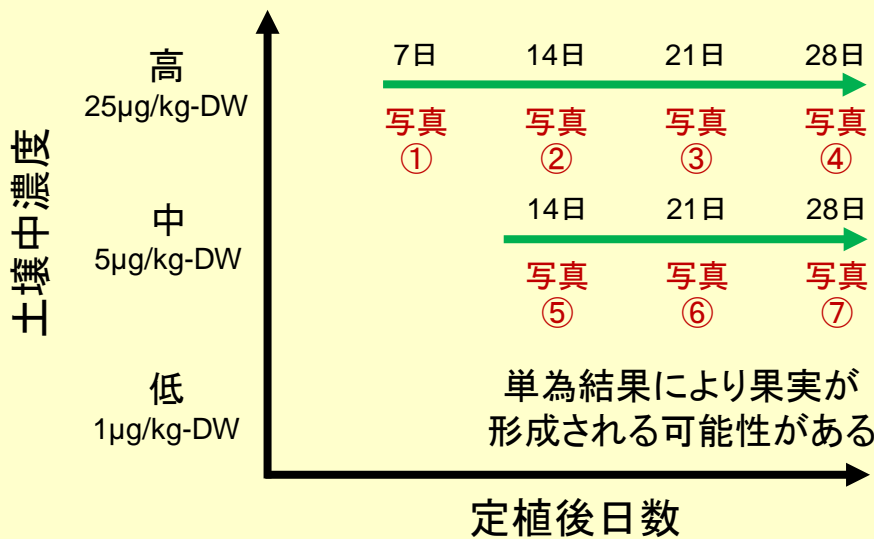 土壌中濃度
高
25µg/kg-DW
7日 14日 21日 28日
写真 写真 写真 写真
① ② ③ ④
中
5µg/kg-DW
14日 21日 28日
写真 写真 写真
⑤ ⑥ ⑦
低
1µg/kg-DW
単為結果により果実が
形成される可能性がある
定植後日数